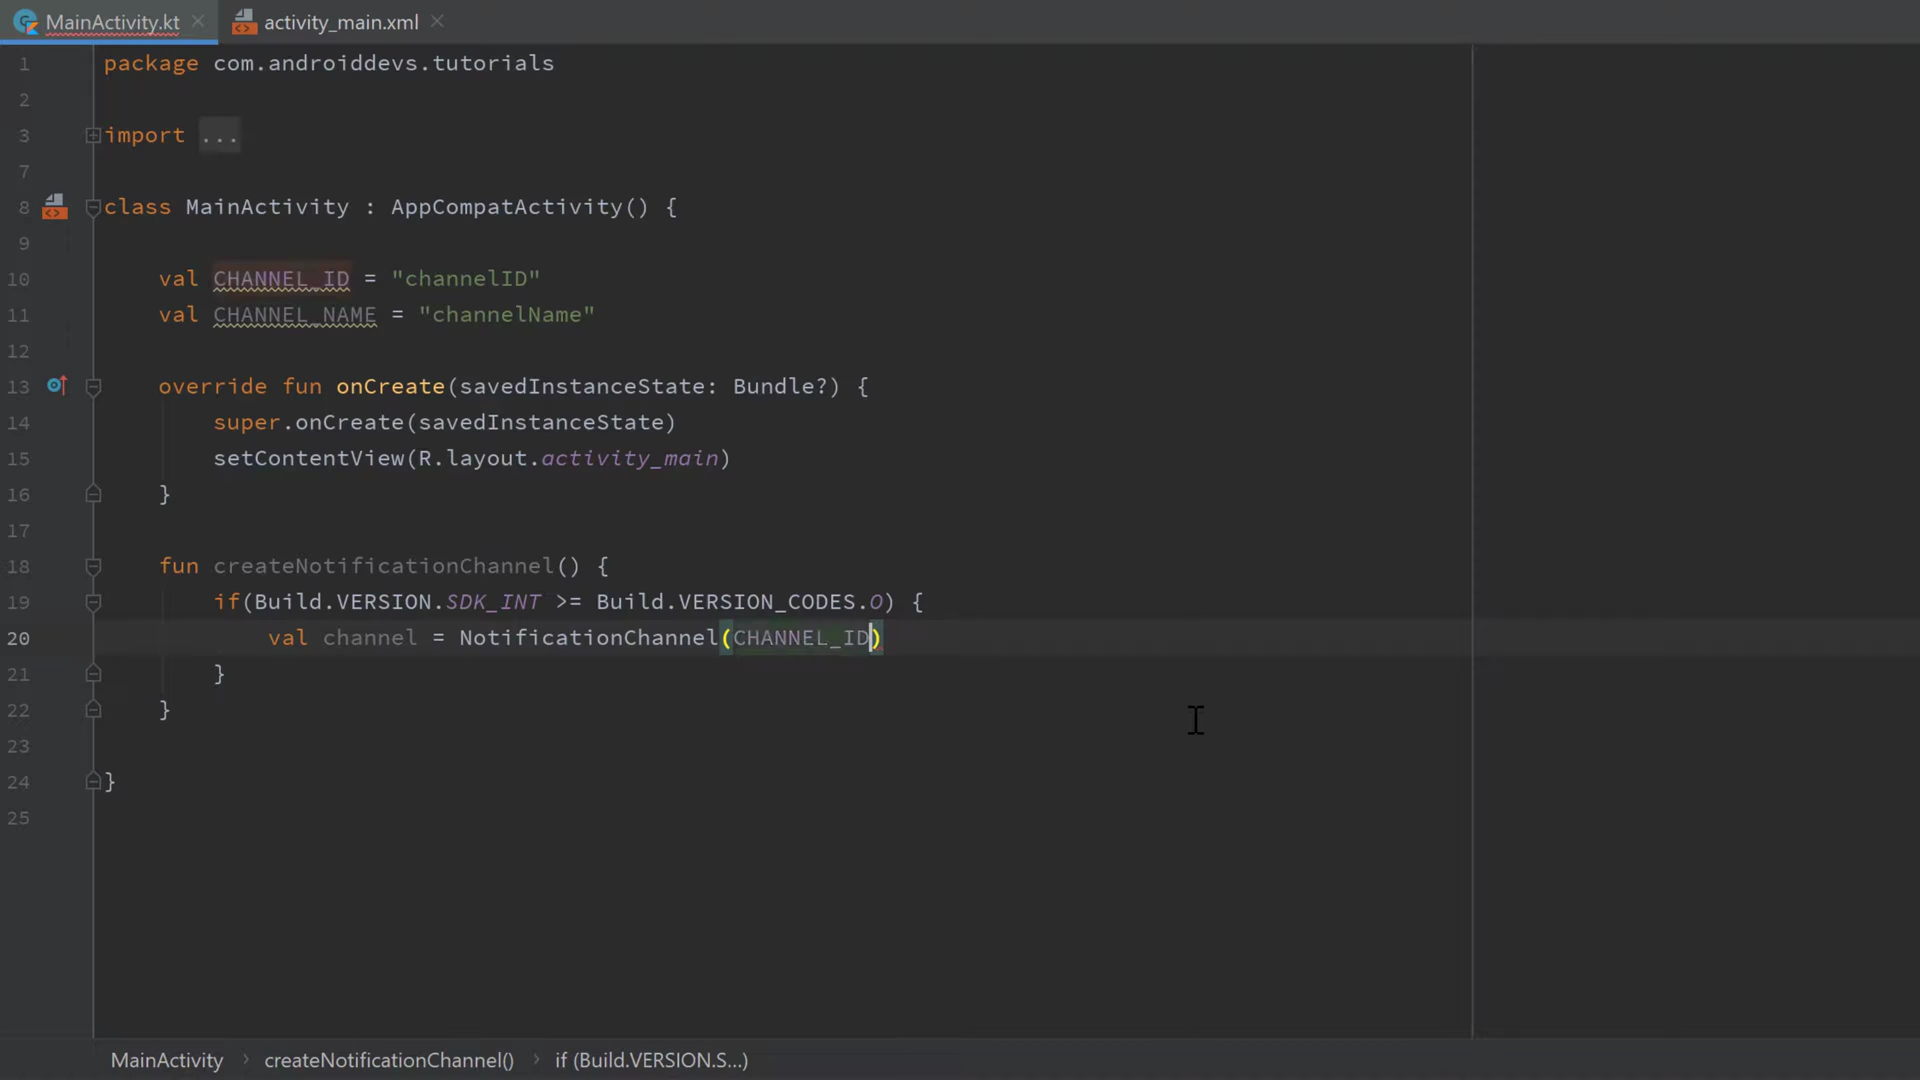 MainActivity.kt activity_main.xml
1 package com.androiddevs.tutorials
2
3 import ...
7
8 class MainActivity : AppCompatActivity() {
9
10 val CHANNEL_ID = "channelID"
11 val CHANNEL_NAME = "channelName"
12
13 override fun onCreate(savedInstanceState: Bundle?) {
14 super.onCreate(savedInstanceState)
15 setContentView(R.layout.activity_main)
16 }
17
18 fun createNotificationChannel() {
19 if(Build.VERSION.SDK_INT >= Build.VERSION_CODES.O) {
20 val channel = NotificationChannel(CHANNEL_ID)
21 }
22 }
23
24 }
25
MainActivity › createNotificationChannel() › if (Build.VERSION.S...)